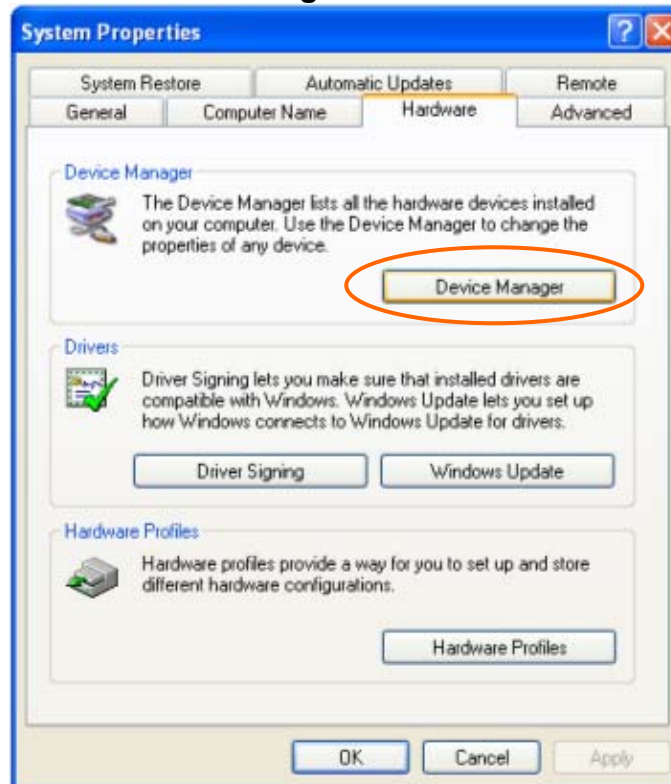 System Properties
System Restore Automatic Updates Remote
General Computer Name Hardware Advanced
Device Manager
The Device Manager lists all the hardware devices installed
on your computer. Use the Device Manager to change the
properties of any device.
Device Manager
Drivers
Driver Signing lets you make sure that installed drivers are
compatible with Windows. Windows Update lets you set up
how Windows connects to Windows Update for drivers.
Driver Signing Windows Update
Hardware Profiles
Hardware profiles provide a way for you to set up and store
different hardware configurations.
Hardware Profiles
OK Cancel Apply